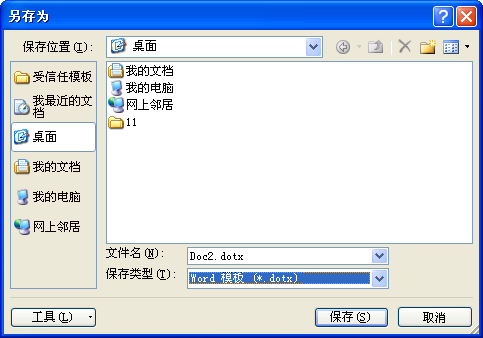 另存为
保存位置(I):
桌面
受信任模板
我最近的文档
桌面
我的文档
我的电脑
网上邻居
我的文档
我的电脑
网上邻居
11
文件名(N):
Doc2.dotx
保存类型(T):
Word 模板 (*.dotx)
工具(L)
保存(S)
取消